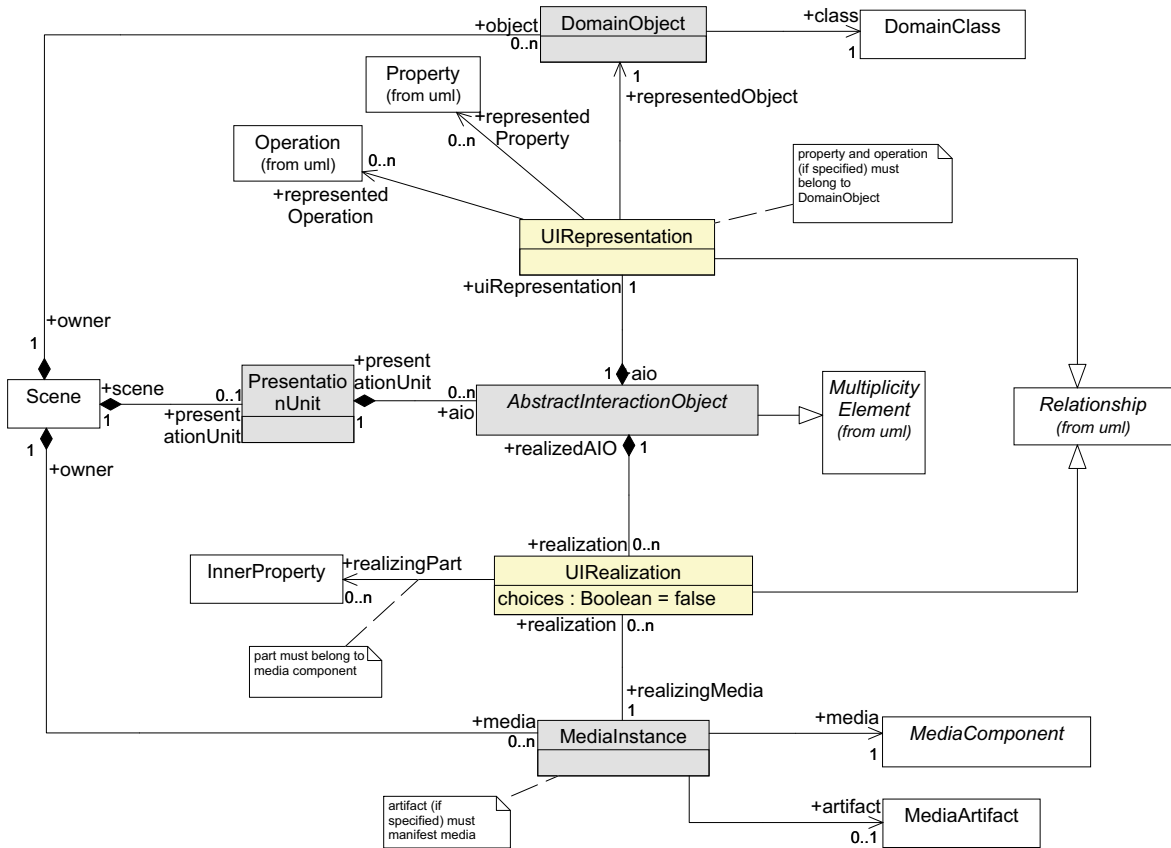 +object
0..n
DomainObject
+class
1
DomainClass
Property
(from uml)
+represented
Property
0..n
1
+representedObject
Operation
(from uml)
0..n
+represented
Operation
property and operation
(if specified) must
belong to
DomainObject
UIRepresentation
+uiRepresentation
1
+owner
1
Scene
+scene
1
0..1
+present
ationUnit
Presentatio
nUnit
+present
ationUnit
1
0..n
+aio
1
+aio
AbstractInteractionObject
+realizedAIO
1
Multiplicity
Element
(from uml)
Relationship
(from uml)
1
+owner
+realization
0..n
InnerProperty
+realizingPart
0..n
UIRealization
choices : Boolean = false
+realization
0..n
part must belong to
media component
+realizingMedia
1
+media
0..n
MediaInstance
+media
1
MediaComponent
artifact (if
specified) must
manifest media
+artifact
0..1
MediaArtifact